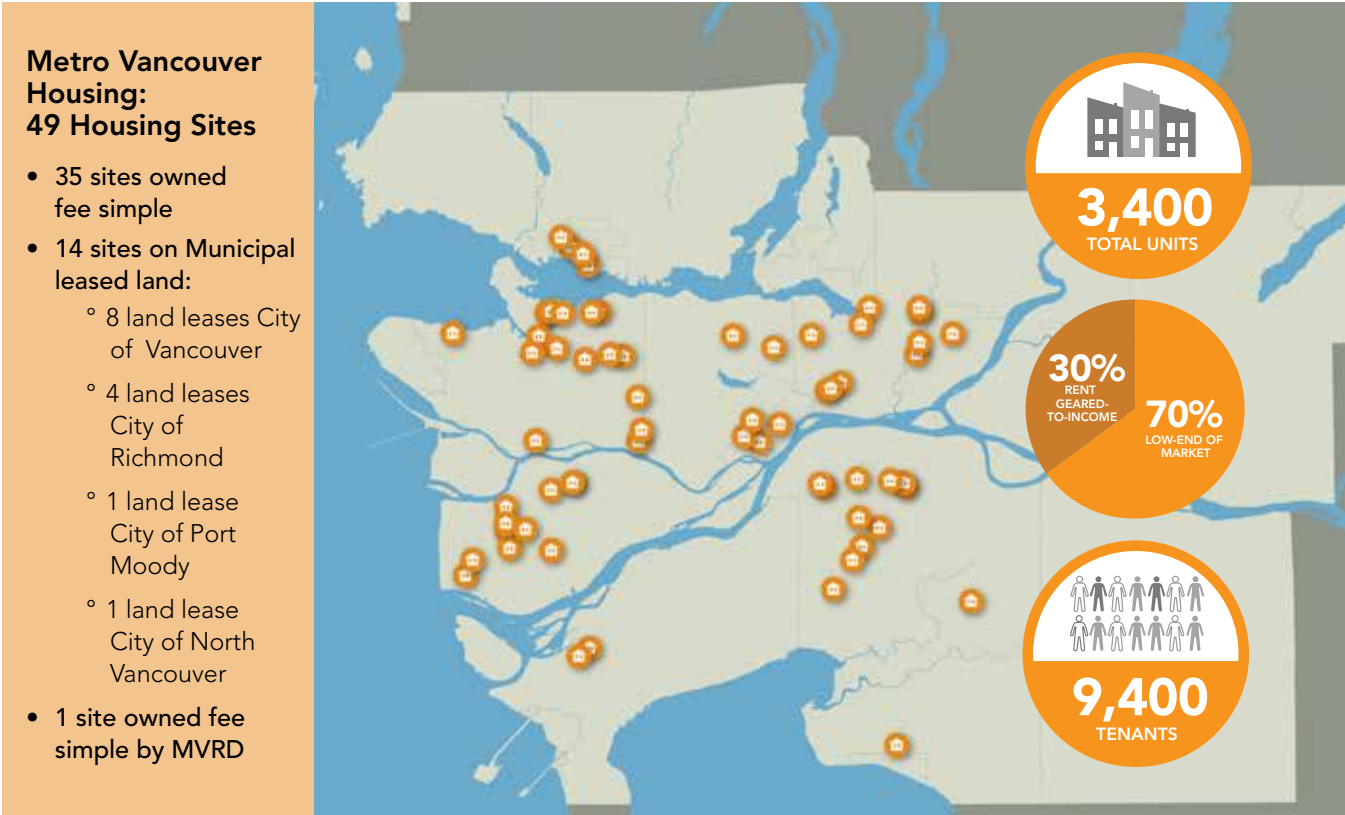 Metro Vancouver
Housing:
49 Housing Sites
• 35 sites owned
fee simple
• 14 sites on Municipal
leased land:
° 8 land leases City
of Vancouver
° 4 land leases
City of
Richmond
° 1 land lease
City of Port
Moody
° 1 land lease
City of North
Vancouver
• 1 site owned fee
simple by MVRD
3,400
TOTAL UNITS
30%
RENT
GEARED-
TO-INCOME
70%
LOW-END OF
MARKET
9,400
TENANTS